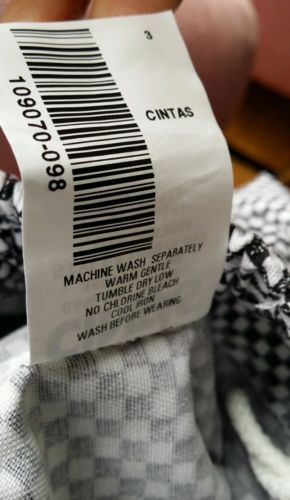 3
CINTAS
109070-098
MACHINE WASH SEPARATELY
WARM GENTLE
TUMBLE DRY LOW
NO CHLORINE BLEACH
COOL IRON
WASH BEFORE WEARING